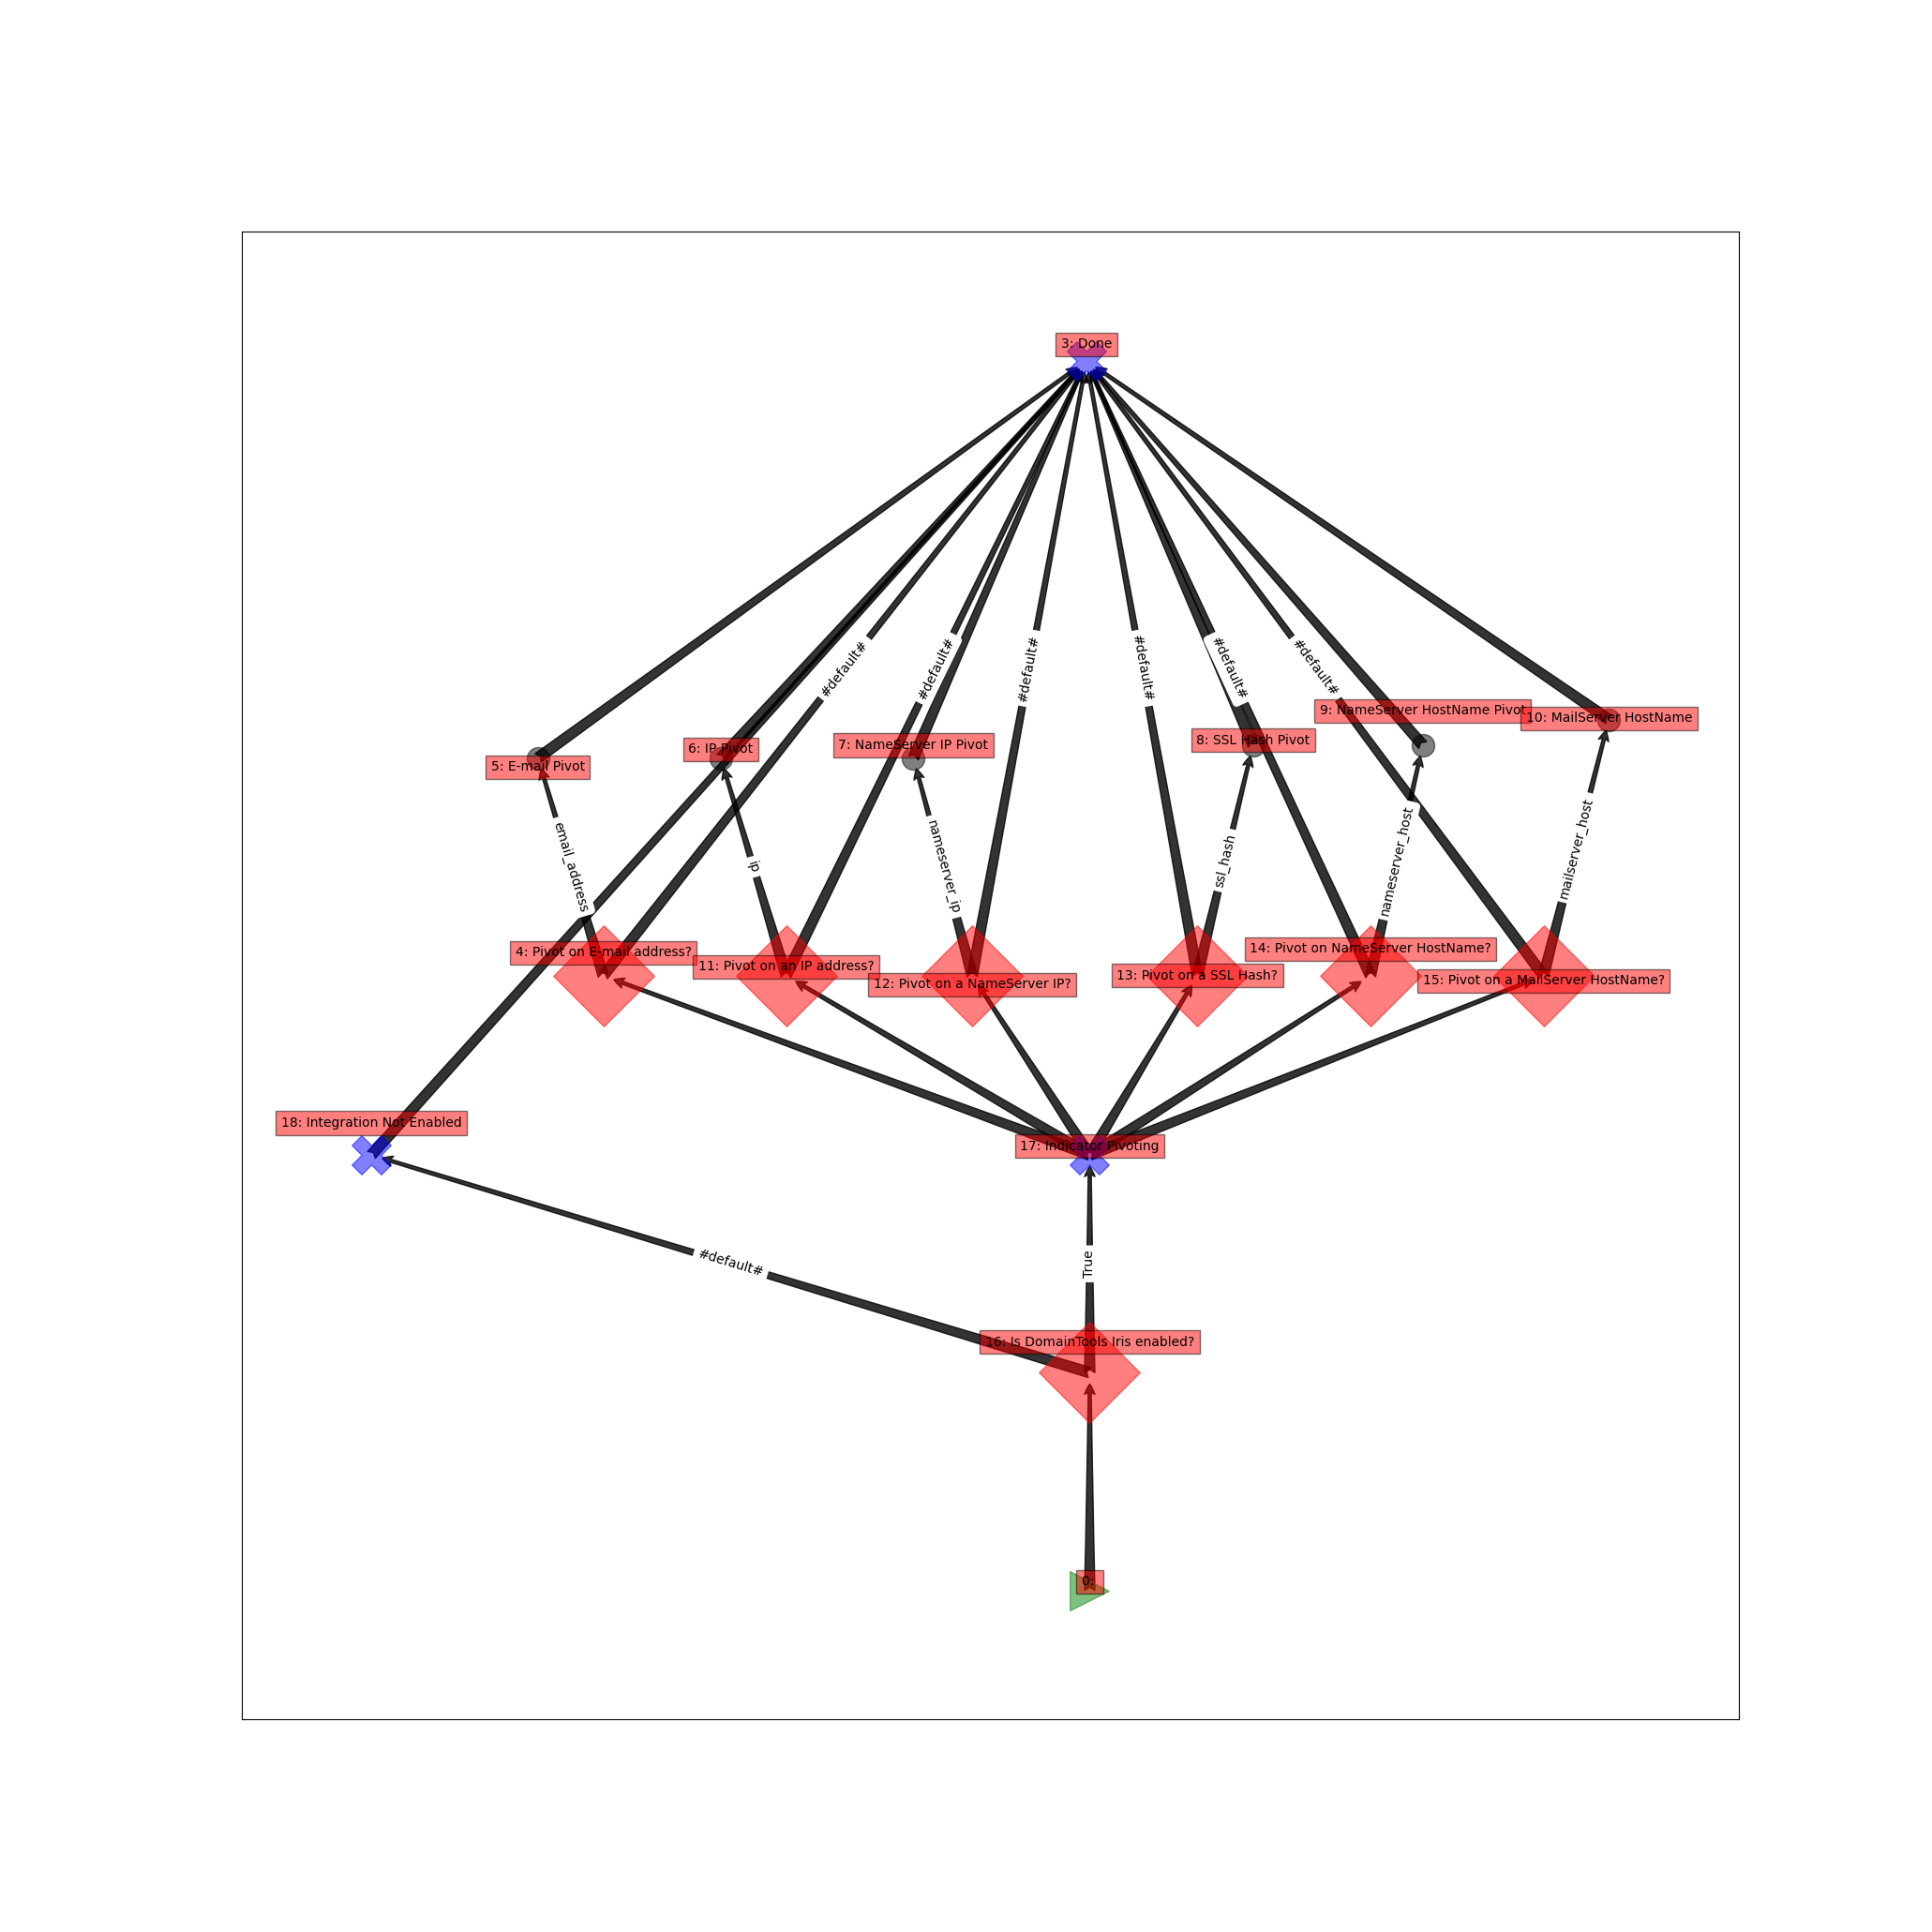 3: Done
#default#
#default#
#default#
#default#
#default#
#default#
9: NameServer HostName Pivot
10: MailServer HostName
8: SSL Hash Pivot
7: NameServer IP Pivot
6: IP Pivot
5: E-mail Pivot
email_address
ip
nameserver_ip
ssl_hash
nameserver_host
mailserver_host
4: Pivot on E-mail address?
11: Pivot on an IP address?
12: Pivot on a NameServer IP?
13: Pivot on a SSL Hash?
14: Pivot on NameServer HostName?
15: Pivot on a MailServer HostName?
18: Integration Not Enabled
17: Indicator Pivoting
#default#
True
16: Is DomainTools Iris enabled?
0: